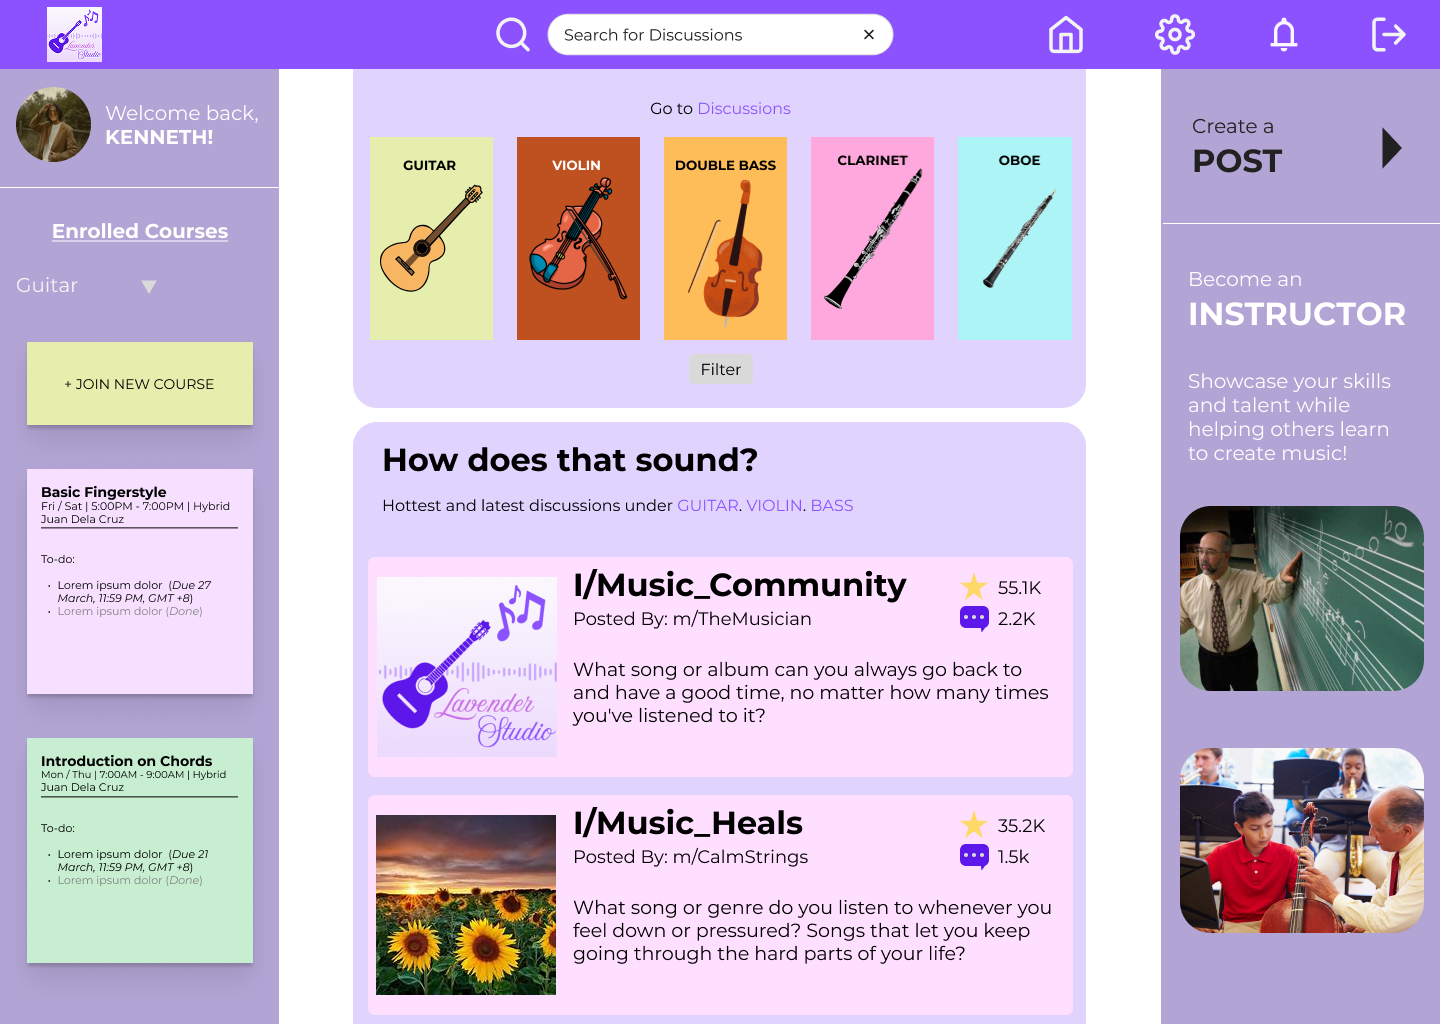 Lavender
Studio
Search for Discussions
×
Welcome back,
KENNETH!
Enrolled Courses
Guitar
+ JOIN NEW COURSE
Basic Fingerstyle
Fri / Sat | 5:00PM - 7:00PM | Hybrid
Juan Dela Cruz
To-do:
• Lorem ipsum dolor (Due 27
March, 11:59 PM, GMT +8)
• Lorem ipsum dolor (Done)
Introduction on Chords
Mon / Thu | 7:00AM - 9:00AM | Hybrid
Juan Dela Cruz
To-do:
• Lorem ipsum dolor (Due 21
March, 11:59 PM, GMT +8)
• Lorem ipsum dolor (Done)
Go to Discussions
GUITAR
VIOLIN
DOUBLE BASS
CLARINET
OBOE
Filter
How does that sound?
Hottest and latest discussions under GUITAR. VIOLIN. BASS
Lavender
Studio
I/Music_Community
55.1K
Posted By: m/TheMusician
2.2K
What song or album can you always go back to
and have a good time, no matter how many times
you've listened to it?
I/Music_Heals
35.2K
Posted By: m/CalmStrings
1.5k
What song or genre do you listen to whenever you
feel down or pressured? Songs that let you keep
going through the hard parts of your life?
Create a
POST
Become an
INSTRUCTOR
Showcase your skills
and talent while
helping others learn
to create music!